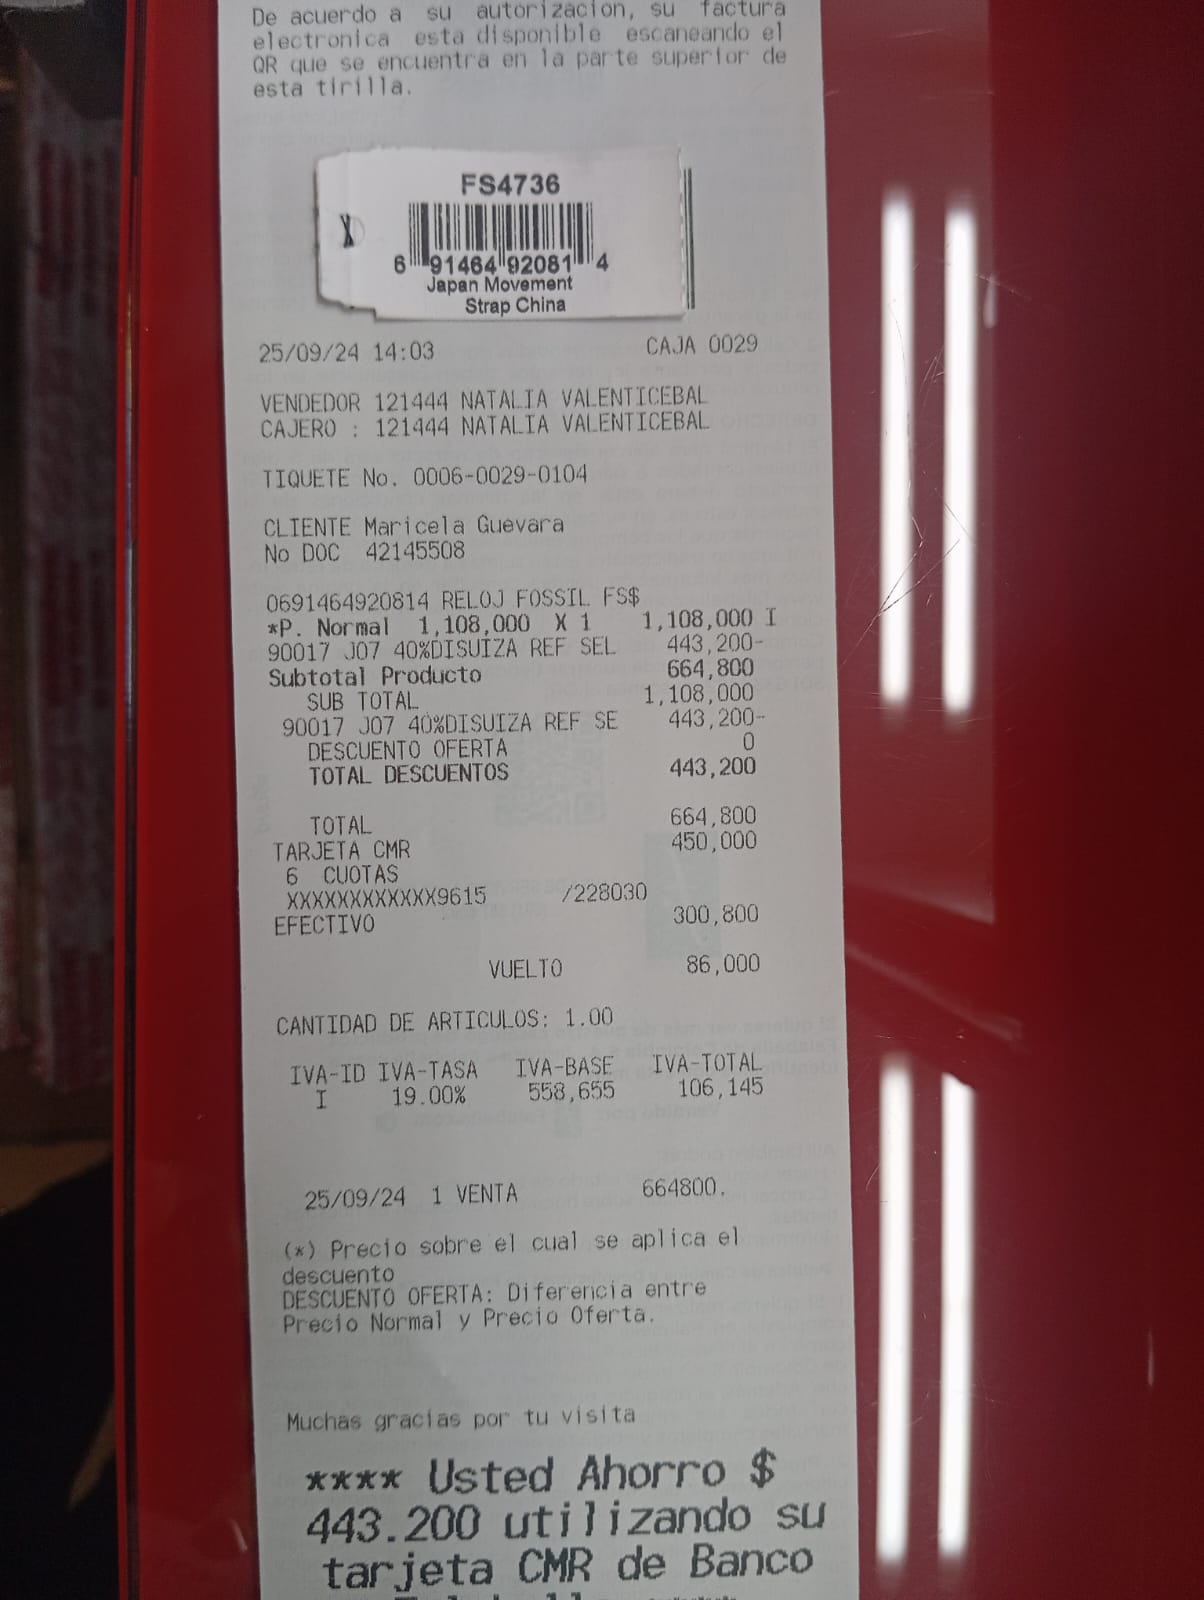 De acuerdo a su autorizacion, su factura
electronica esta disponible escaneando el
QR que se encuentra en la parte superior de
esta tirilla.
FS4736
6 91464 92081 4
Japan Movement
Strap China
25/09/24 14:03 CAJA 0029
VENDEDOR 121444 NATALIA VALENTICEBAL
CAJERO : 121444 NATALIA VALENTICEBAL
TIQUETE No. 0006-0029-0104
CLIENTE Maricela Guevara
No DOC 42145508
0691464920814 RELOJ FOSSIL FS$
*P. Normal 1,108,000 X 1 1,108,000 I
90017 J07 40%DISUIZA REF SEL 443,200-
Subtotal Producto 664,800
SUB TOTAL 1,108,000
90017 J07 40%DISUIZA REF SE 443,200-
DESCUENTO OFERTA 0
TOTAL DESCUENTOS 443,200
TOTAL 664,800
TARJETA CMR 450,000
6 CUOTAS
XXXXXXXXXXXX9615 /228030
EFECTIVO 300,800
VUELTO 86,000
CANTIDAD DE ARTICULOS: 1.00
IVA-ID IVA-TASA IVA-BASE IVA-TOTAL
I 19.00% 558,655 106,145
25/09/24 1 VENTA 664800.
(*) Precio sobre el cual se aplica el
descuento
DESCUENTO OFERTA: Diferencia entre
Precio Normal y Precio Oferta.
Muchas gracias por tu visita
**** Usted Ahorro $
443.200 utilizando su
tarjeta CMR de Banco